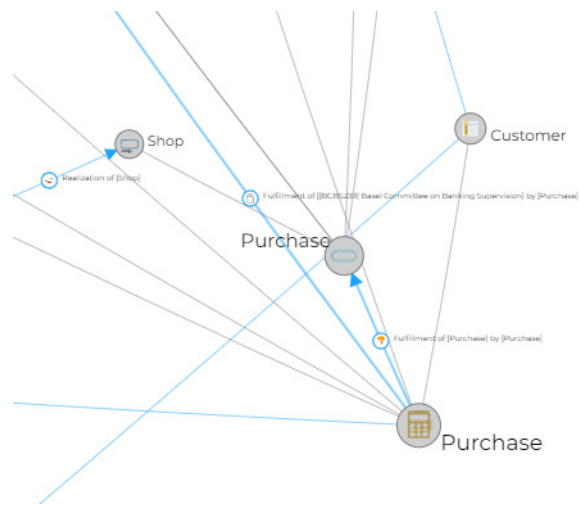 Shop
Customer
Realization of [Shop]
Fulfillment of [[BCBS239] Basel Committee on Banking Supervision] by [Purchase]
Purchase
Fulfillment of [Purchase] by [Purchase]
Purchase